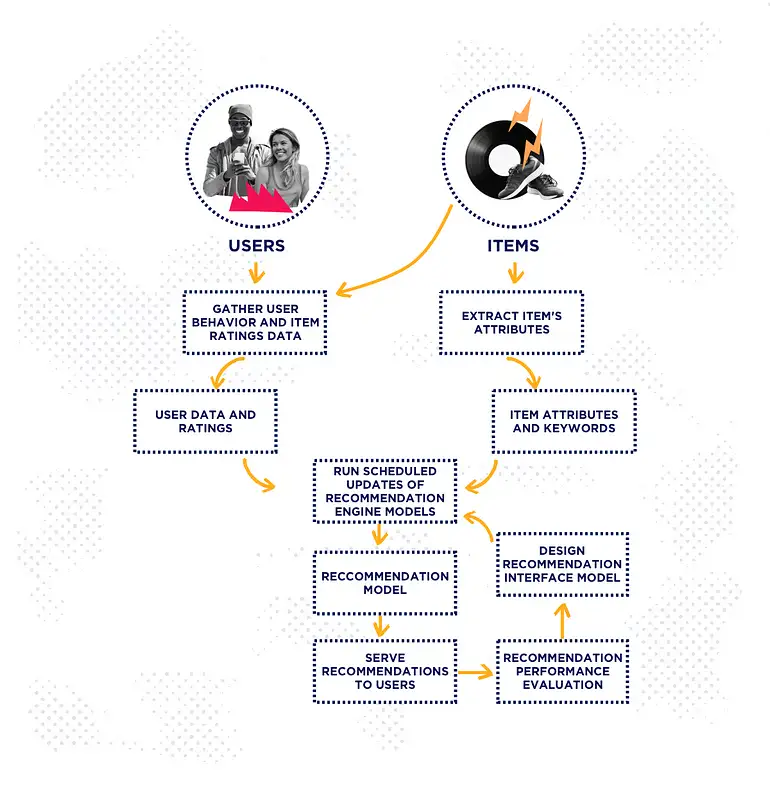 USERS
ITEMS
GATHER USER
BEHAVIOR AND ITEM
RATINGS DATA
EXTRACT ITEM'S
ATTRIBUTES
USER DATA AND
RATINGS
ITEM ATTRIBUTES
AND KEYWORDS
RUN SCHEDULED
UPDATES OF
RECOMMENDATION
ENGINE MODELS
DESIGN
RECOMMENDATION
INTERFACE MODEL
RECCOMMENDATION
MODEL
SERVE
RECOMMENDATIONS
TO USERS
RECOMMENDATION
PERFORMANCE
EVALUATION